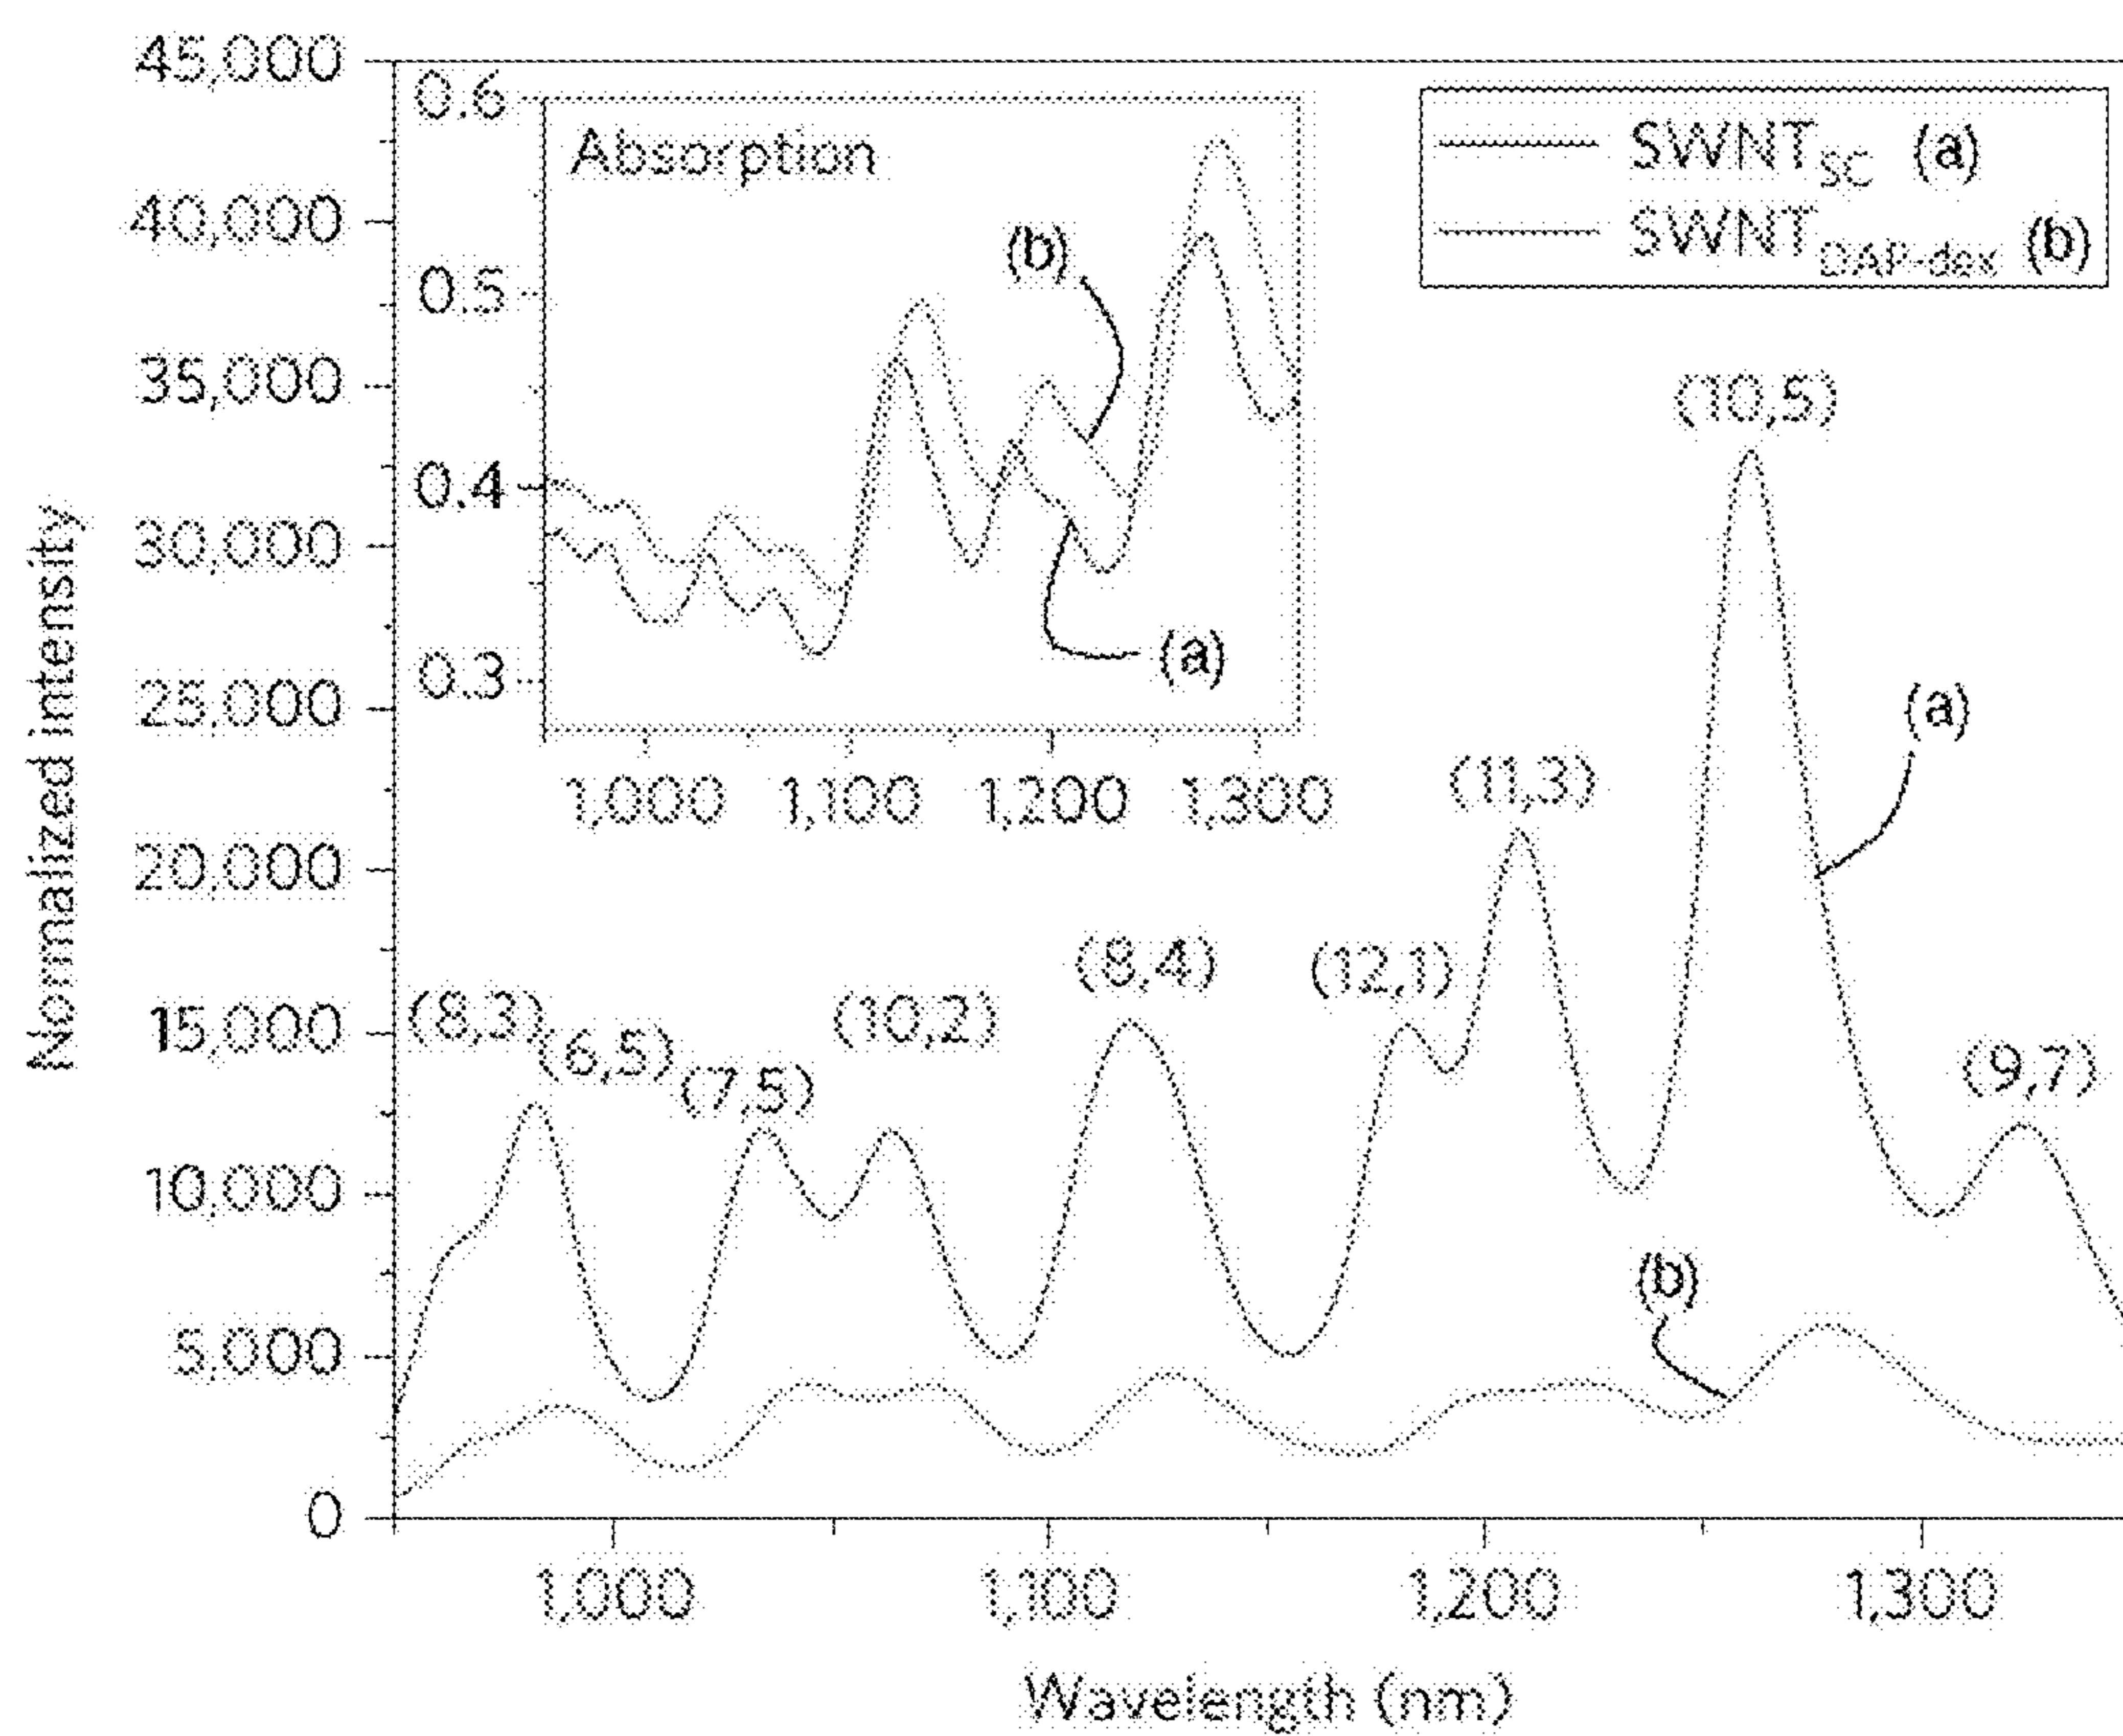 45,000
40,000
35,000
30,000
25,000
20,000
15,000
10,000
5,000
0
Normalized intensity
0.6
0.5
0.4
0.3
Absorption
(b)
(a)
1,000 1,100 1,200 1,300
SWNTSC (a)
SWNTDAP-dex (b)
(10,5)
(a)
(11,3)
(8,4)
(12,1)
(8,3)
(6,5)
(7,5)
(10,2)
(9,7)
(b)
1,000 1,100 1,200 1,300
Wavelength (nm)